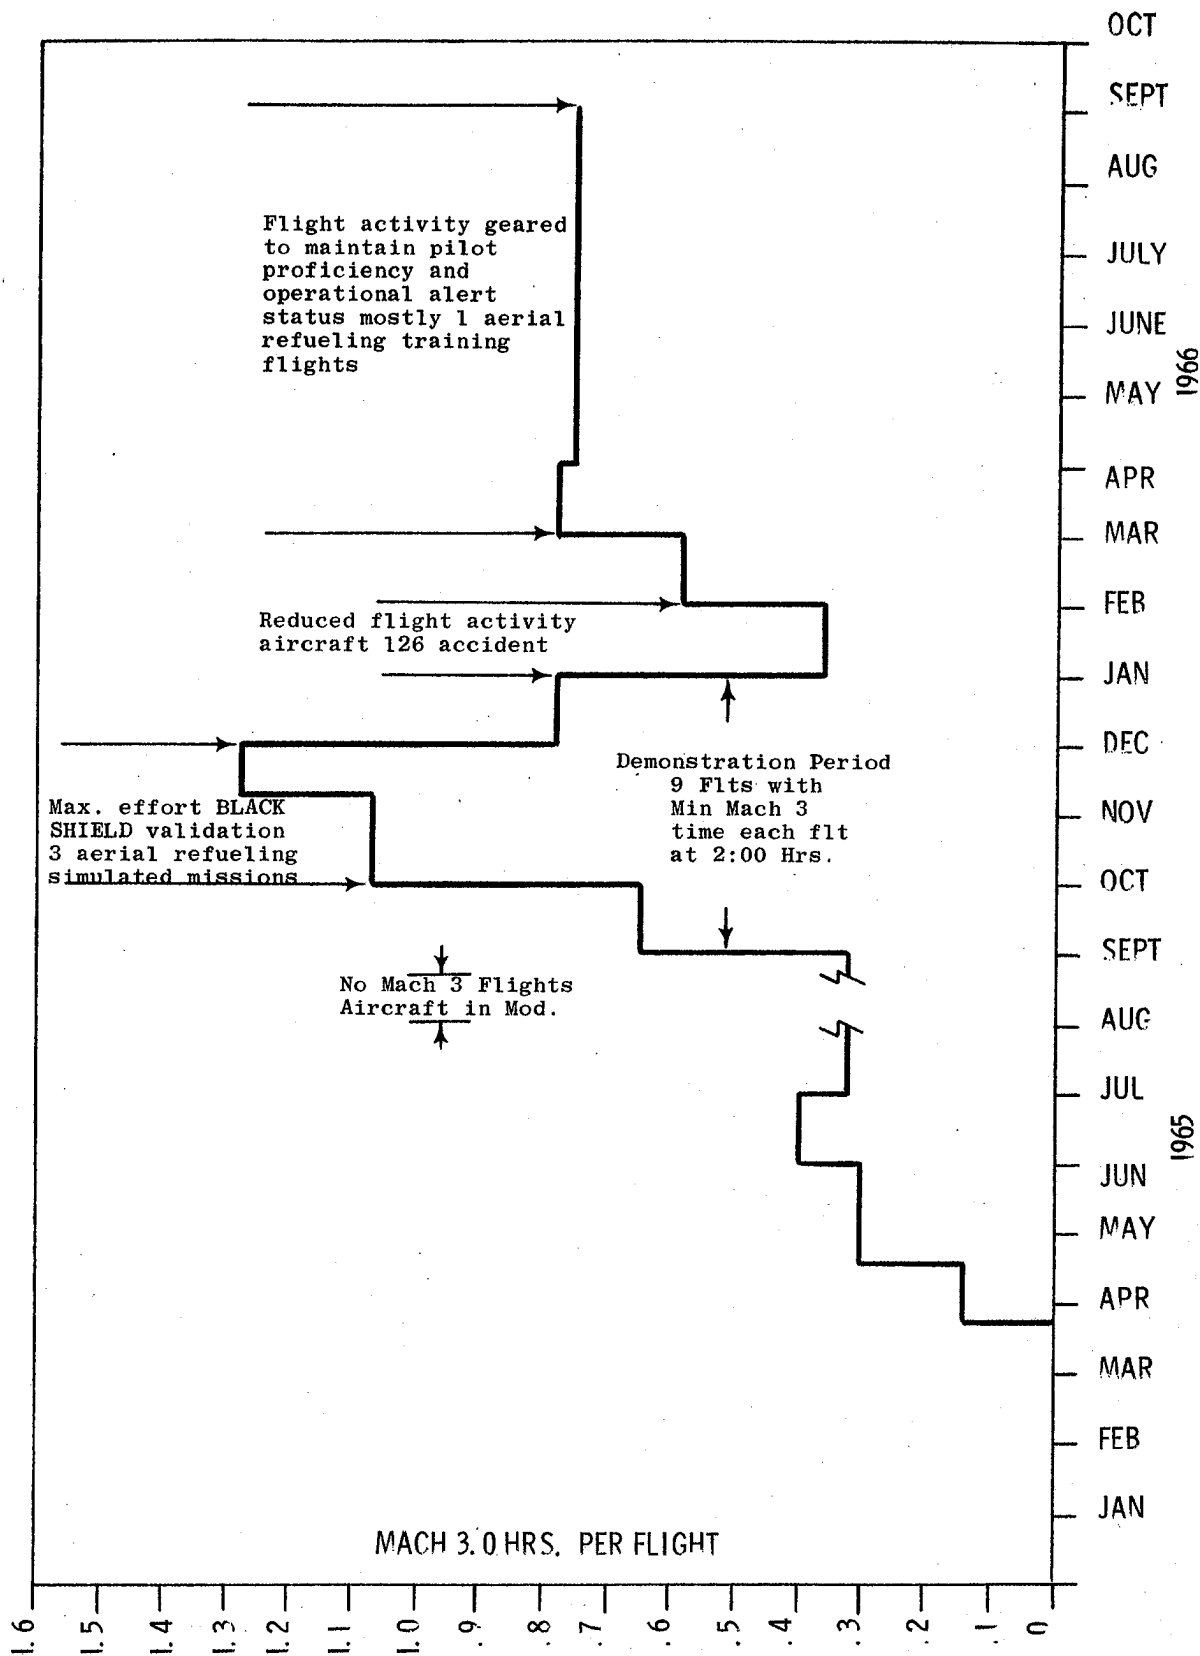 OCT
SEPT
AUG
JULY
JUNE
MAY
APR
MAR
FEB
JAN
DEC
NOV
OCT
SEPT
AUG
JUL
JUN
MAY
APR
MAR
FEB
JAN
1966
1965
Flight activity geared
to maintain pilot
proficiency and
operational alert
status mostly 1 aerial
refueling training
flights
Reduced flight activity
aircraft 126 accident
Demonstration Period
9 Flts with
Min Mach 3
time each flt
at 2:00 Hrs.
Max. effort BLACK
SHIELD validation
3 aerial refueling
simulated missions
No Mach 3 Flights
Aircraft in Mod.
MACH 3.0 HRS. PER FLIGHT
1.6
1.5
1.4
1.3
1.2
1.1
1.0
.9
.8
.7
.6
.5
.4
.3
.2
.1
0